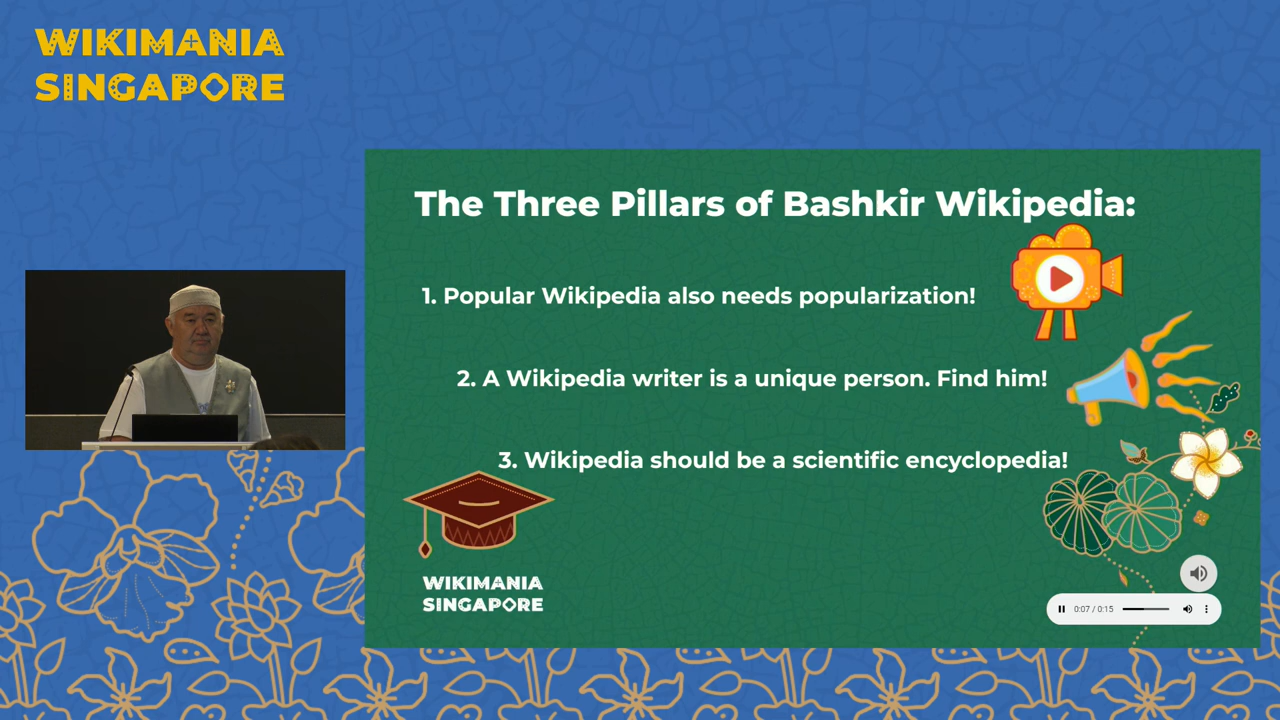 WIKIMANIA
SINGAPORE
The Three Pillars of Bashkir Wikipedia:
1. Popular Wikipedia also needs popularization!
2. A Wikipedia writer is a unique person. Find him!
3. Wikipedia should be a scientific encyclopedia!
WIKIMANIA
SINGAPORE
0:07 / 0:15